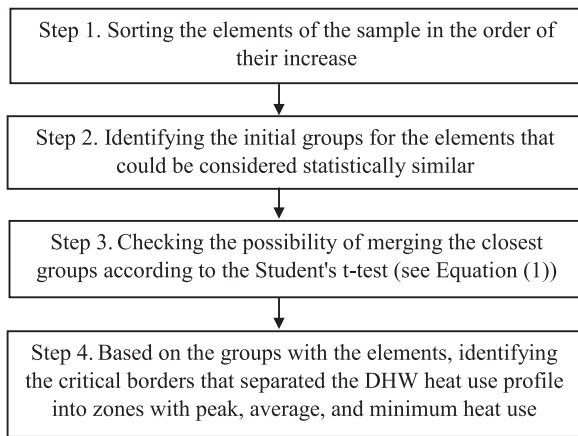 Step 1. Sorting the elements of the sample in the order of
their increase
Step 2. Identifying the initial groups for the elements that
could be considered statistically similar
Step 3. Checking the possibility of merging the closest
groups according to the Student's t-test (see Equation (1))
Step 4. Based on the groups with the elements, identifying
the critical borders that separated the DHW heat use profile
into zones with peak, average, and minimum heat use